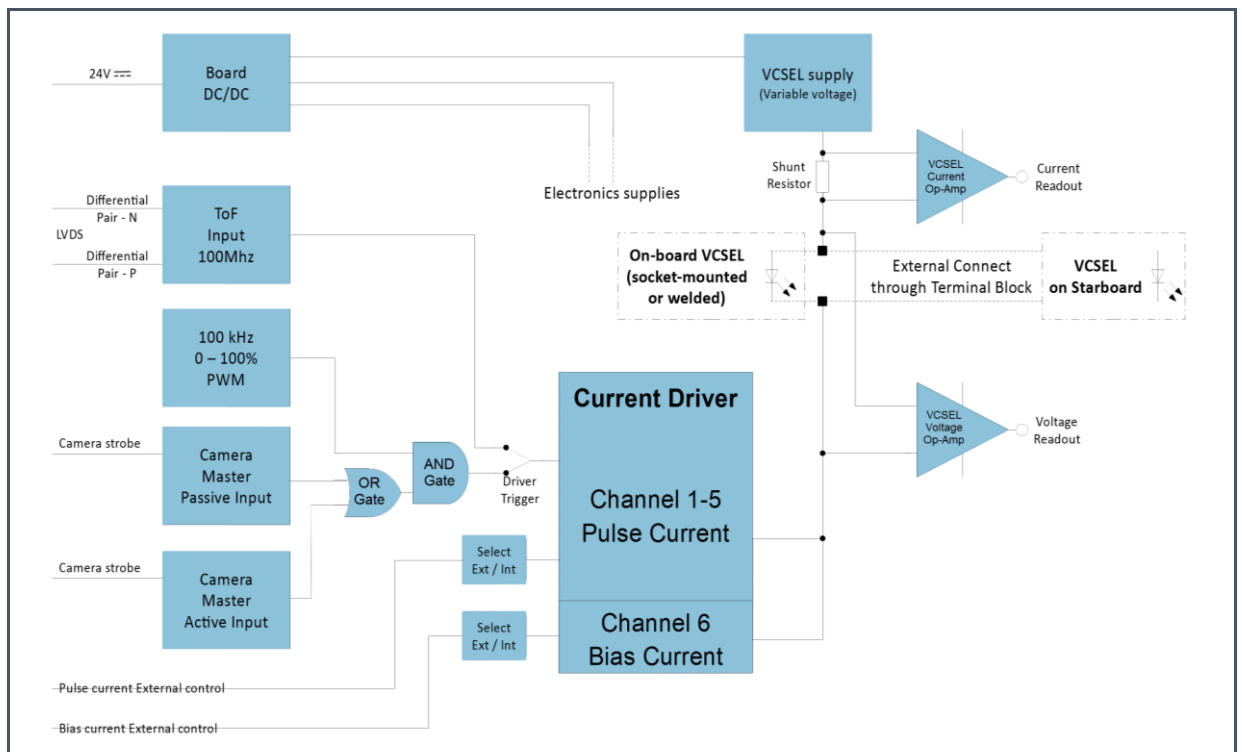 24V
Board
DC/DC
VCSEL supply
(Variable voltage)
Shunt
Resistor
VCSEL
Current
Op-Amp
Current
Readout
Electronics supplies
Differential
Pair - N
LVDS
Differential
Pair - P
ToF
Input
100Mhz
On-board VCSEL
(socket-mounted
or welded)
External Connect
through Terminal Block
VCSEL
on Starboard
100 kHz
0 – 100%
PWM
Camera strobe
Camera
Master
Passive Input
OR
Gate
AND
Gate
Driver
Trigger
Current Driver
Channel 1-5
Pulse Current
VCSEL
Voltage
Op-Amp
Voltage
Readout
Camera strobe
Camera
Master
Active Input
Select
Ext / Int
Select
Ext / Int
Channel 6
Bias Current
Pulse current External control
Bias current External control